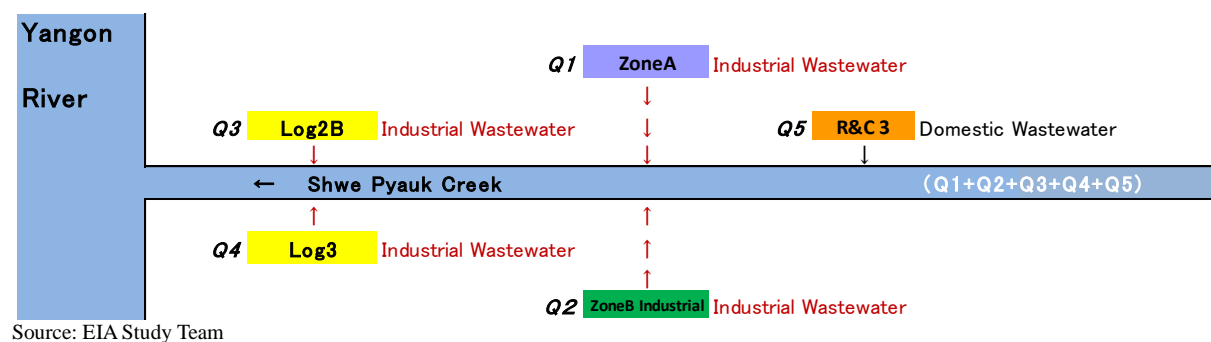 Yangon
River
Q1 ZoneA Industrial Wastewater
↓
Q3 Log2B Industrial Wastewater
↓
Q5 R&C 3 Domestic Wastewater
↓ ↓ ↓
← Shwe Pyauk Creek (Q1+Q2+Q3+Q4+Q5)
↑ ↑
Q4 Log3 Industrial Wastewater
↑
↑
Q2 ZoneB Industrial Industrial Wastewater
Source: EIA Study Team